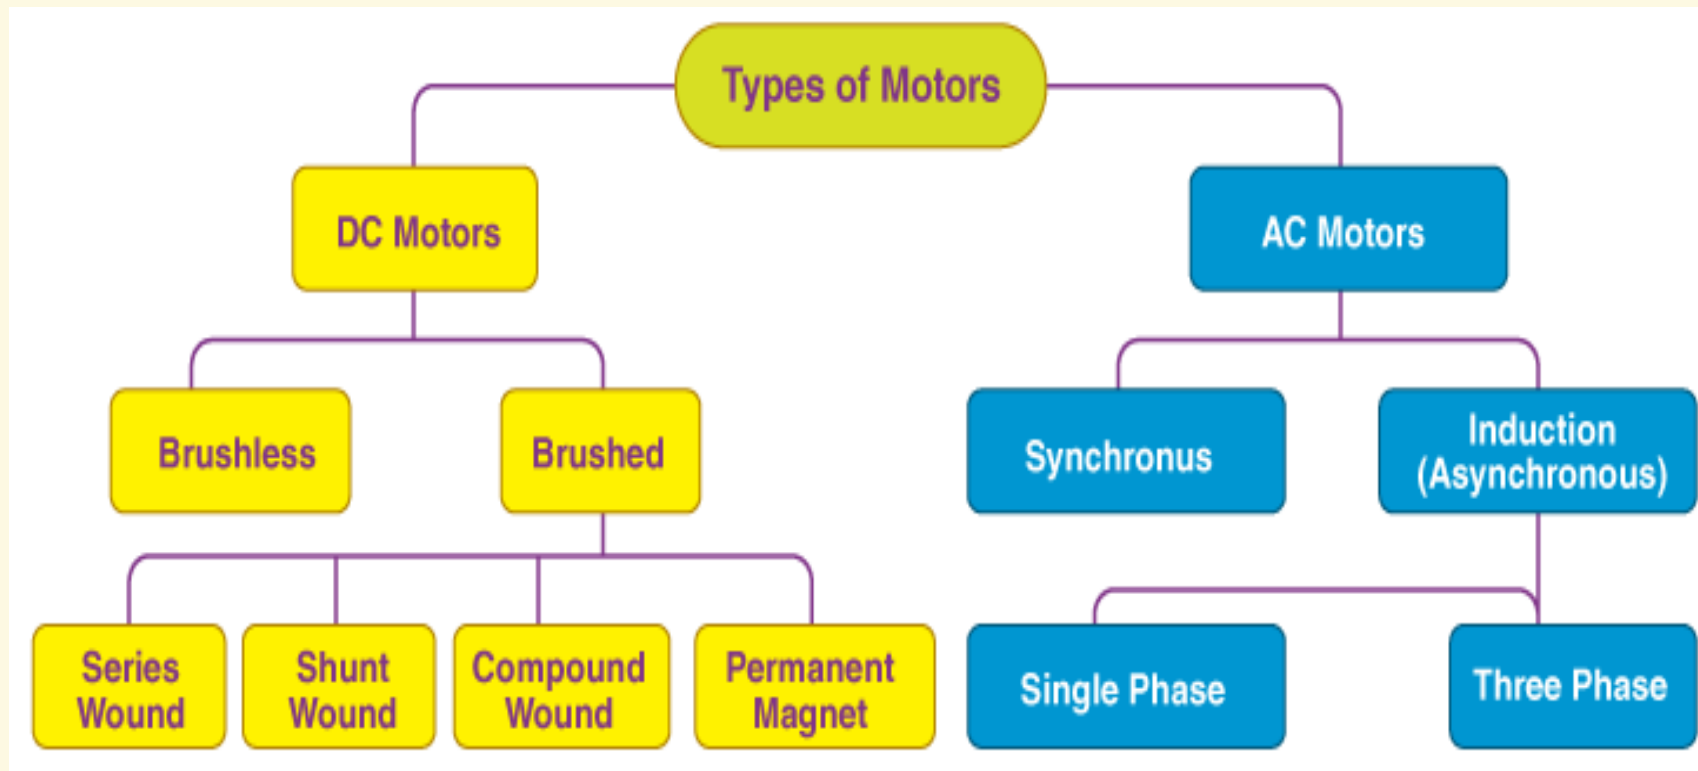 Types of Motors
DC Motors
AC Motors
Brushless
Brushed
Synchronus
Induction
(Asynchronous)
Series
Wound
Shunt
Wound
Compound
Wound
Permanent
Magnet
Single Phase
Three Phase